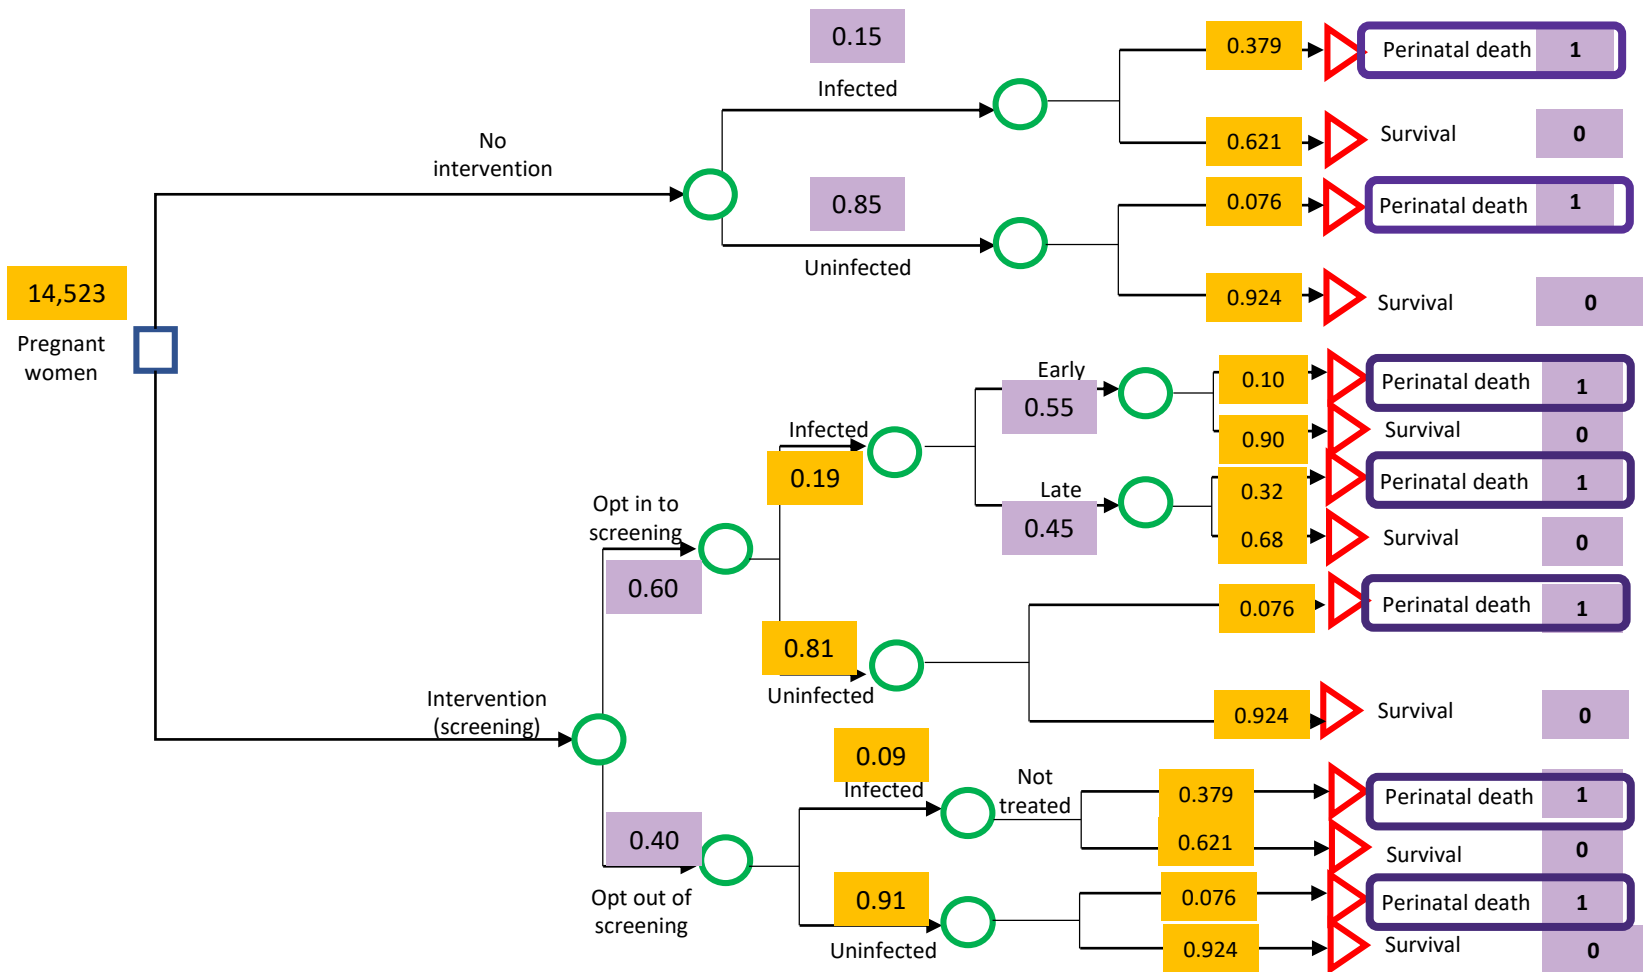 0.15
Infected
0.379
Perinatal death 1
0.621
Survival 0
No
intervention
0.85
Uninfected
0.076
Perinatal death 1
0.924
Survival 0
14,523
Pregnant
women
Early
0.55
0.10
Perinatal death 1
0.90
Survival 0
Infected
0.19
Late
0.45
0.32
Perinatal death 1
0.68
Survival 0
Opt in to
screening
0.60
0.81
Uninfected
0.076
Perinatal death 1
0.924
Survival 0
Intervention
(screening)
0.09
Infected
Not
treated
0.379
Perinatal death 1
0.621
Survival 0
0.40
Opt out of
screening
0.91
Uninfected
0.076
Perinatal death 1
0.924
Survival 0